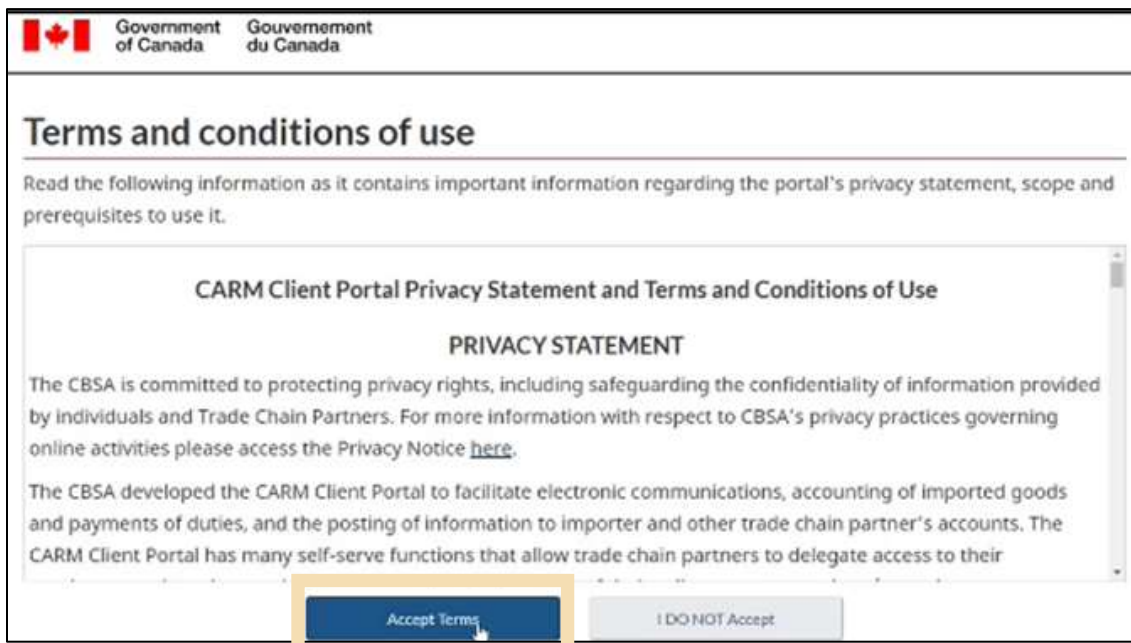 Government Gouvernement
of Canada du Canada
Terms and conditions of use
Read the following information as it contains important information regarding the portal's privacy statement, scope and
prerequisites to use it.
CARM Client Portal Privacy Statement and Terms and Conditions of Use
PRIVACY STATEMENT
The CBSA is committed to protecting privacy rights, including safeguarding the confidentiality of information provided
by individuals and Trade Chain Partners. For more information with respect to CBSA's privacy practices governing
online activities please access the Privacy Notice here.
The CBSA developed the CARM Client Portal to facilitate electronic communications, accounting of imported goods
and payments of duties, and the posting of information to importer and other trade chain partner's accounts. The
CARM Client Portal has many self-serve functions that allow trade chain partners to delegate access to their
Accept Terms I DO NOT Accept